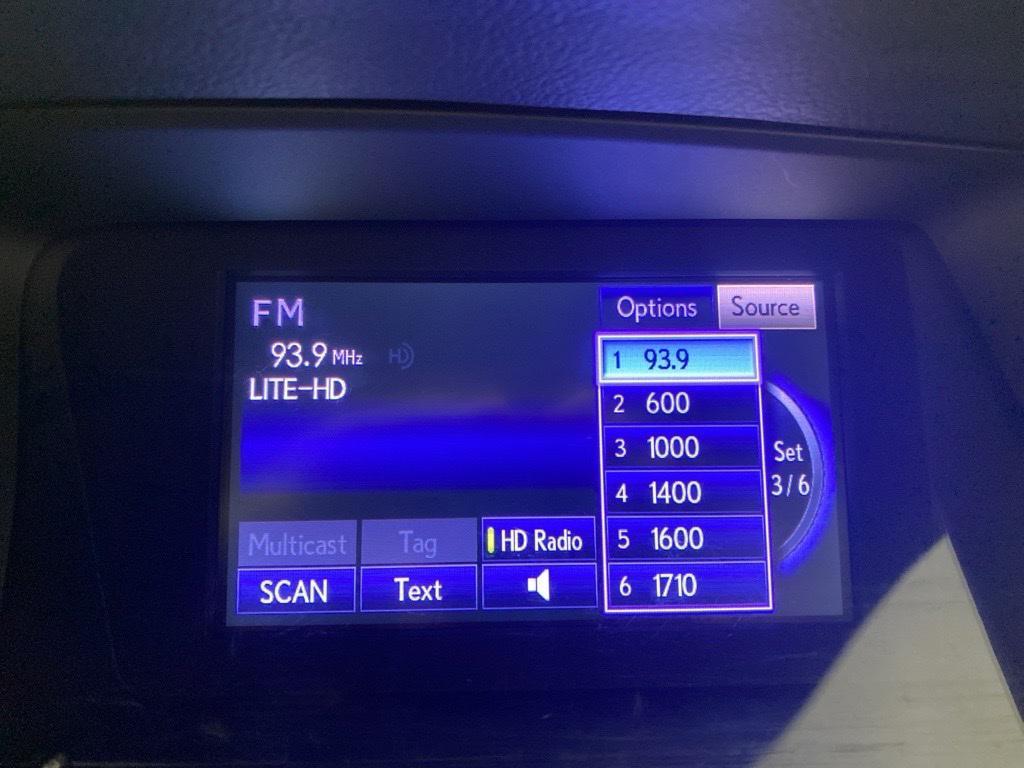 FM
93.9 MHz HD
LITE-HD
Options
Source
1 93.9
2 600
3 1000
4 1400
5 1600
6 1710
Set
3/6
Multicast
Tag
HD Radio
SCAN
Text